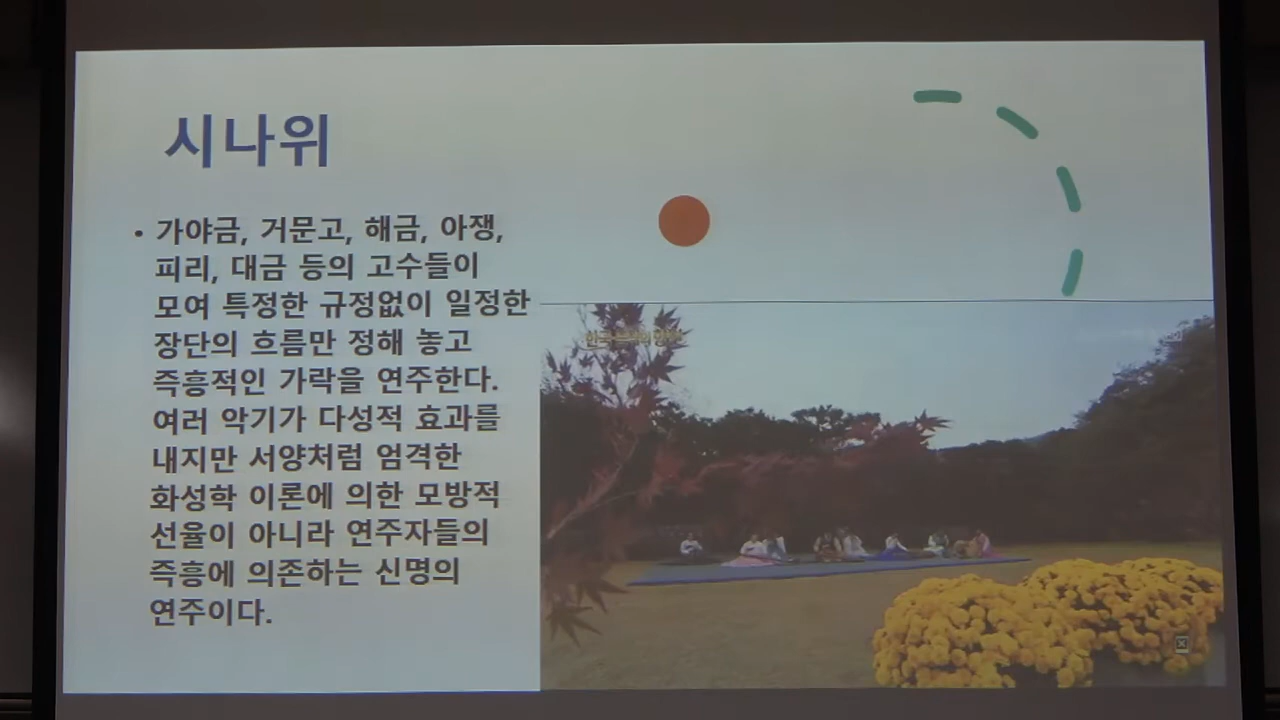 시나위
• 가야금, 거문고, 해금, 아쟁,
피리, 대금 등의 고수들이
모여 특정한 규정없이 일정한
장단의 흐름만 정해 놓고
즉흥적인 가락을 연주한다.
여러 악기가 다성적 효과를
내지만 서양처럼 엄격한
화성학 이론에 의한 모방적
선율이 아니라 연주자들의
즉흥에 의존하는 신명의
연주이다.